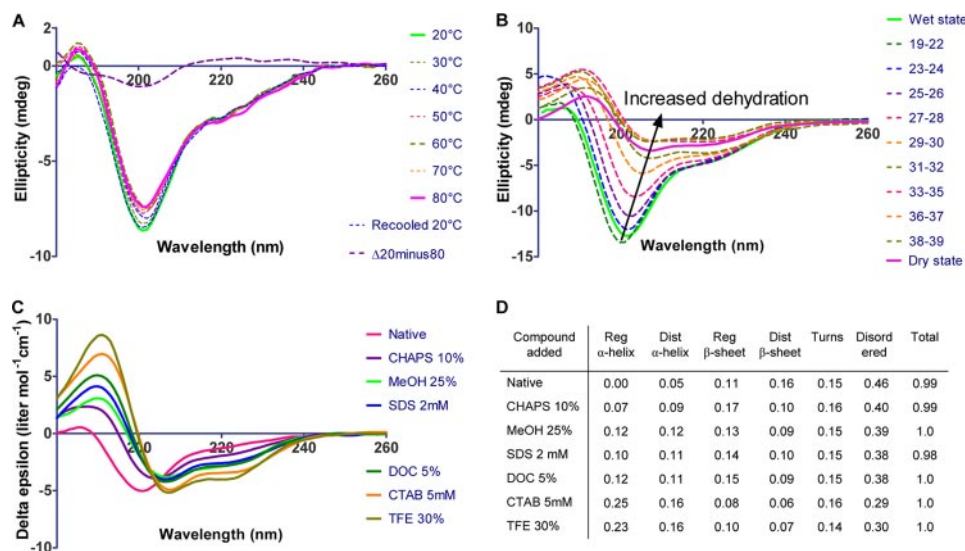 A
2
0
-5
-10
Ellipticity (mdeg)
200
220
240
260
Wavelength (nm)
20°C
30°C
40°C
50°C
60°C
70°C
80°C
Recooled 20°C
Δ20minus80
B
10
5
0
-5
-10
-15
Ellipticity (mdeg)
200
220
240
260
Increased dehydration
Wavelength (nm)
Wet state
19-22
23-24
25-26
27-28
29-30
31-32
33-35
36-37
38-39
Dry state
C
10
5
0
-5
-10
Delta epsilon (liter mol⁻¹cm⁻¹)
200
220
240
260
Wavelength (nm)
Native
CHAPS 10%
MeOH 25%
SDS 2mM
DOC 5%
CTAB 5mM
TFE 30%
D
Compound added Reg α-helix Dist α-helix Reg β-sheet Dist β-sheet Turns Disord ered Total
Native 0.00 0.05 0.11 0.16 0.15 0.46 0.99
CHAPS 10% 0.07 0.09 0.17 0.10 0.16 0.40 0.99
MeOH 25% 0.12 0.12 0.13 0.09 0.15 0.39 1.0
SDS 2 mM 0.10 0.11 0.14 0.10 0.15 0.38 0.98
DOC 5% 0.12 0.11 0.15 0.09 0.15 0.38 1.0
CTAB 5mM 0.25 0.16 0.08 0.06 0.16 0.29 1.0
TFE 30% 0.23 0.16 0.10 0.07 0.14 0.30 1.0